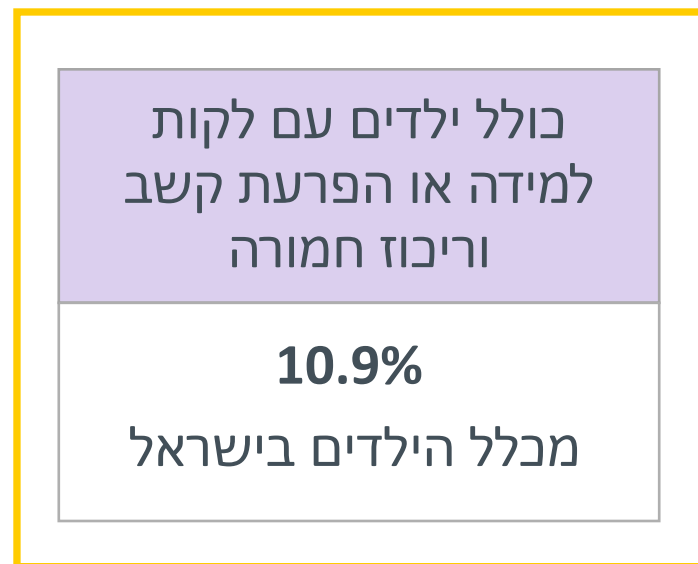 כולל ילדים עם לקות
למידה או הפרעת קשב
וריכוז חמורה
10.9%
מכלל הילדים בישראל